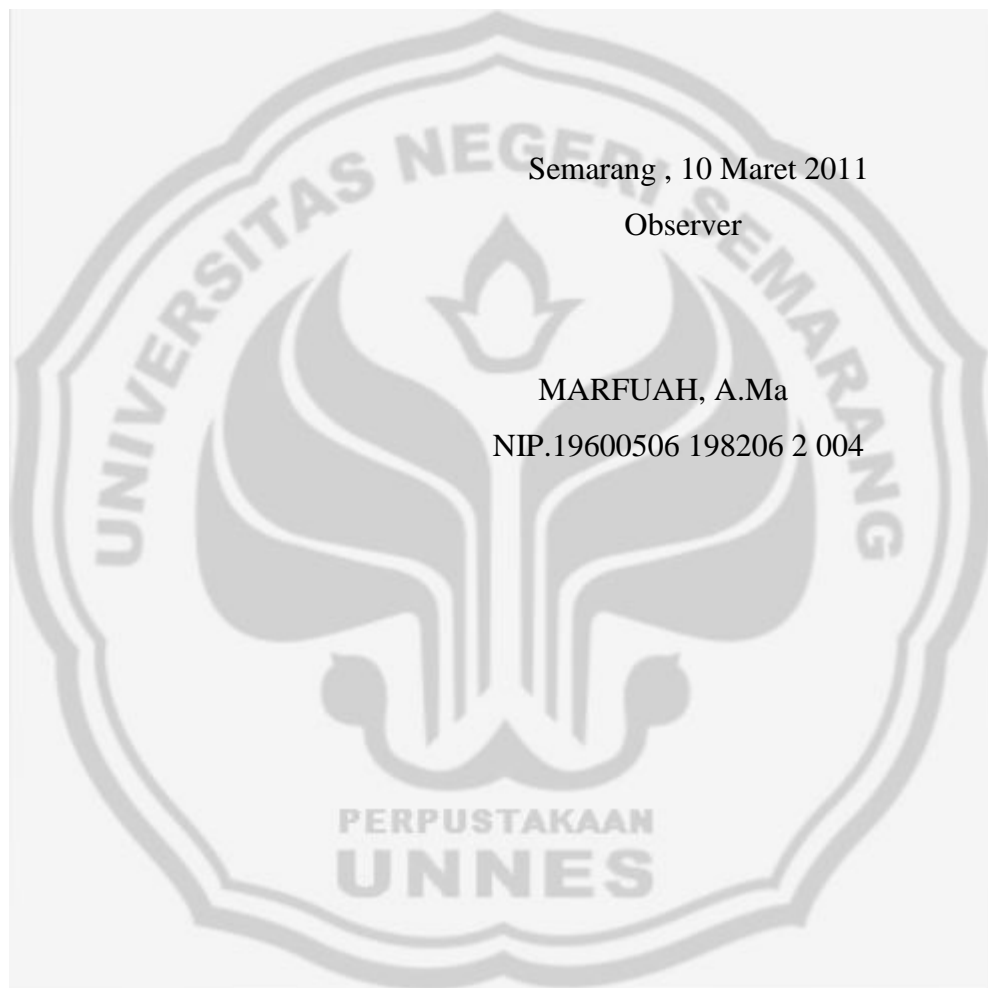 UNIVERSITAS NEGERI SEMARANG
Semarang , 10 Maret 2011
Observer
MARFUAH, A.Ma
NIP.19600506 198206 2 004
PERPUSTAKAAN
UNNES